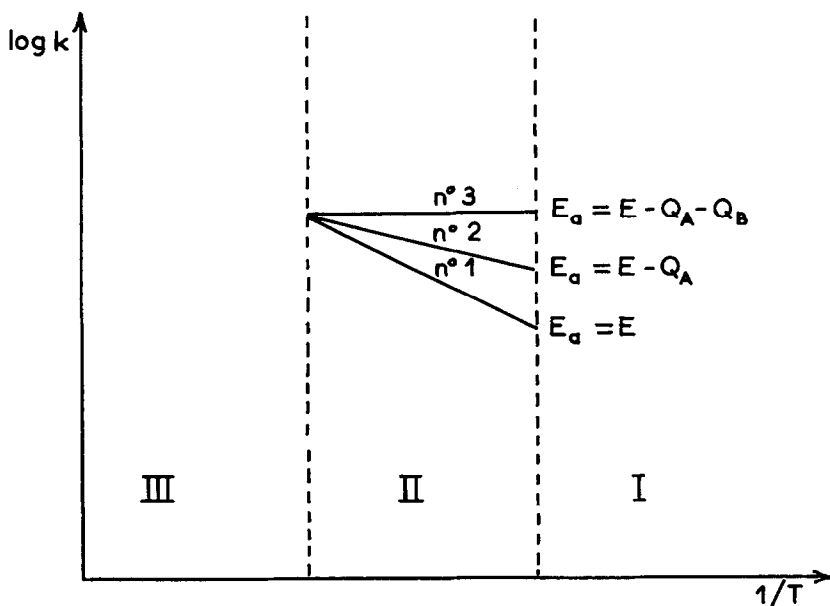 log k
n° 3
E_a = E - Q_A - Q_B
n° 2
E_a = E - Q_A
n° 1
E_a = E
III
II
I
1/T